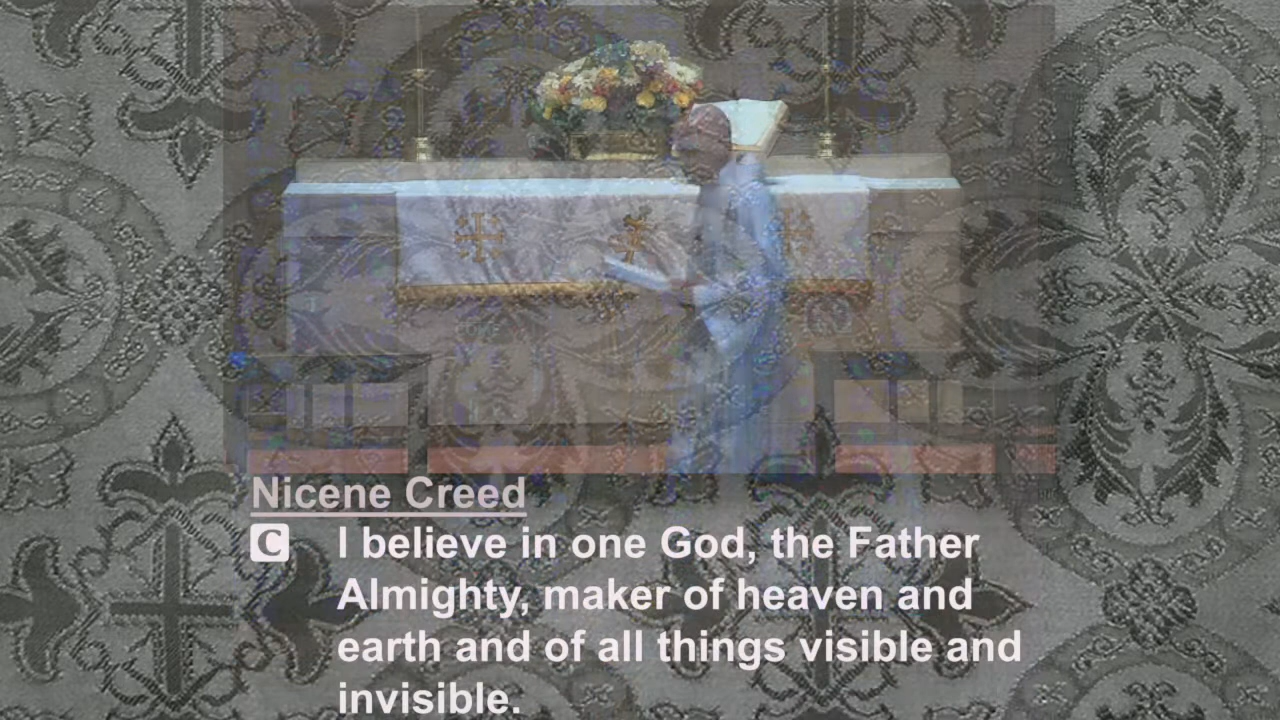 Nicene Creed
C I believe in one God, the Father
Almighty, maker of heaven and
earth and of all things visible and
invisible.